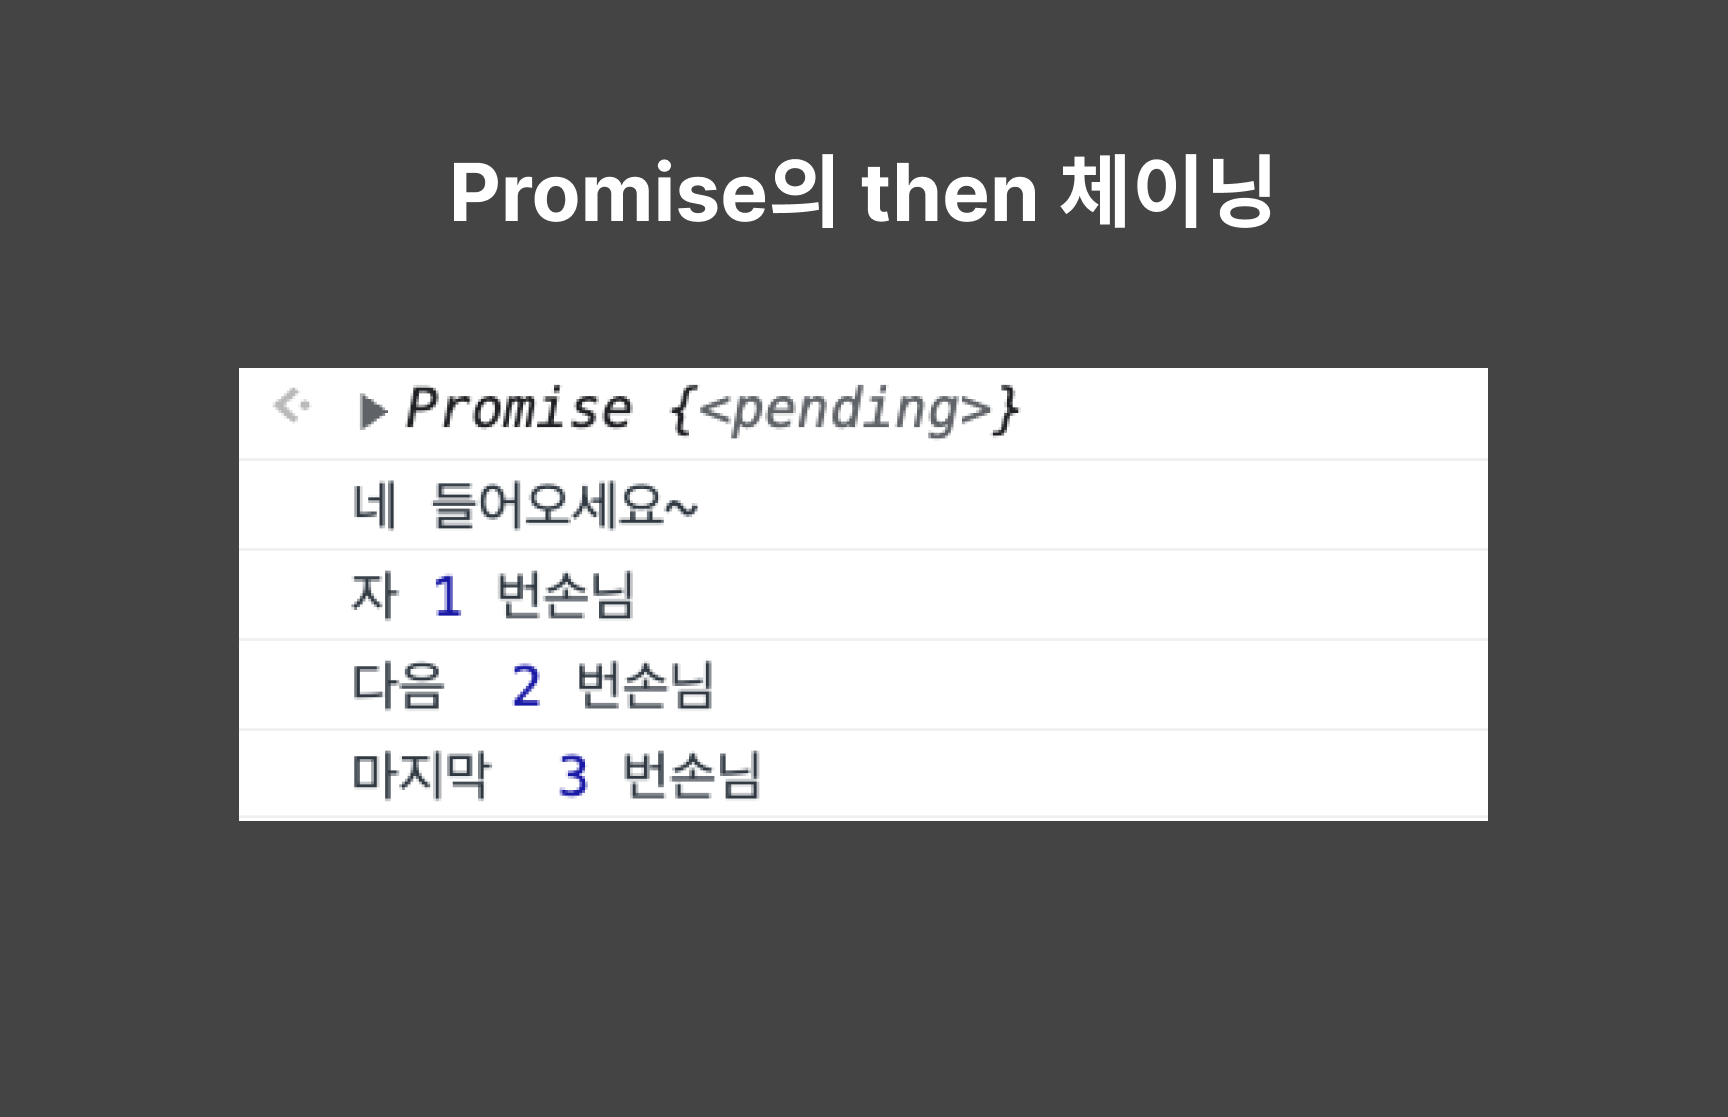 Promise의 then 체이닝
Promise {<pending>}
네 들어오세요~
자 1 번손님
다음  2 번손님
마지막  3 번손님